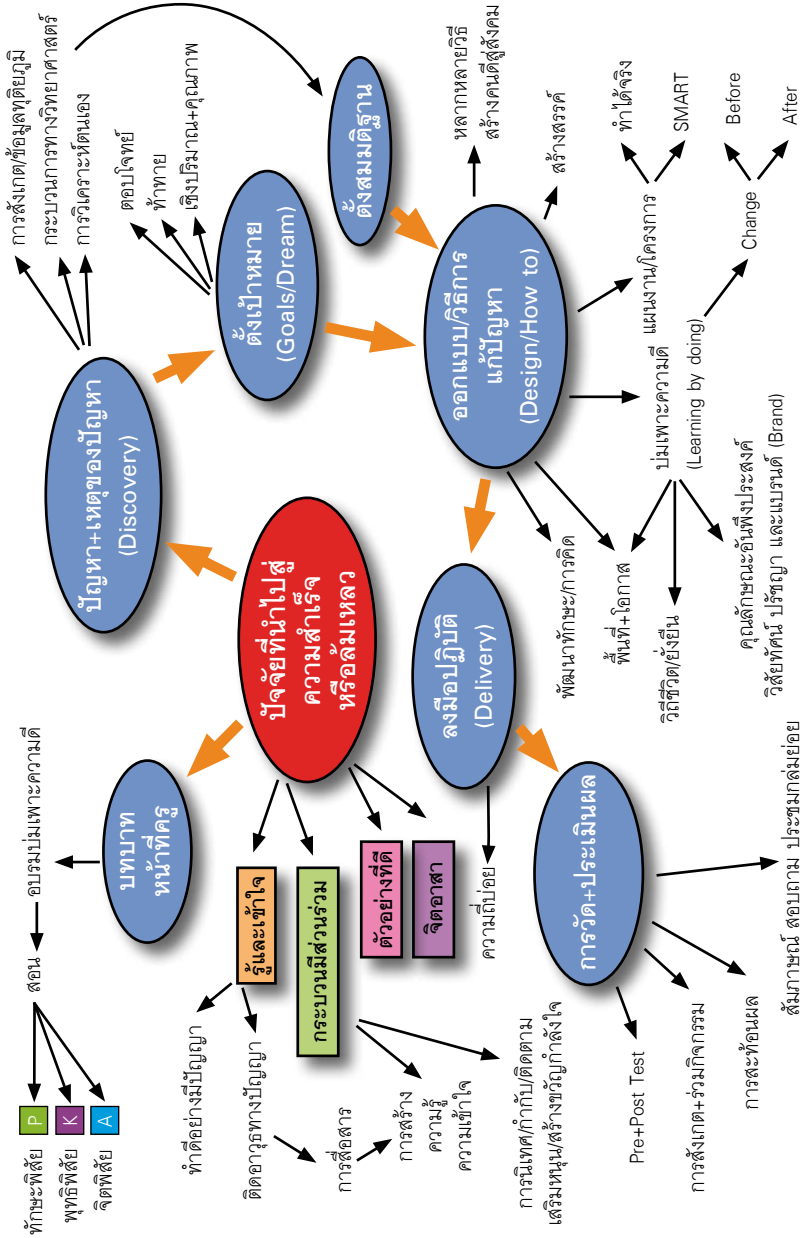 ปัจจัยที่นำไปสู่
ความสำเร็จ
หรือล้มเหลว
ปัญหา+เหตุของปัญหา
(Discovery)
การสังเกต/ข้อมูลทุติยภูมิ
กระบวนการทางวิทยาศาสตร์
การวิเคราะห์ตนเอง
ตั้งเป้าหมาย
(Goals/Dream)
ตอบโจทย์
ท้าทาย
เชิงปริมาณ+คุณภาพ
ตั้งสมมติฐาน
ออกแบบ/วิธีการ
แก้ปัญหา
(Design/How to)
หลากหลายวิธี
สร้างคนดีสู่สังคม
สร้างสรรค์
แผนงาน/โครงการ
ทำได้จริง
SMART
บ่มเพาะความดี
(Learning by doing)
Change
Before
After
พัฒนาทักษะ/การคิด
พื้นที่+โอกาส
วิถีชีวิต/ยั่งยืน
คุณลักษณะอันพึงประสงค์
วิสัยทัศน์ ปรัชญา และแบรนด์ (Brand)
ลงมือปฏิบัติ
(Delivery)
ความถี่บ่อย
การวัด+ประเมินผล
Pre+Post Test
การสังเกต+ร่วมกิจกรรม
การสะท้อนผล
สัมภาษณ์ สอบถาม ประชุมกลุ่มย่อย
บทบาท
หน้าที่ครู
อบรมบ่มเพาะความดี
สอน
ทักษะพิสัย P
พุทธิพิสัย K
จิตพิสัย A
รู้และเข้าใจ
ทำดีอย่างมีปัญญา
ติดอาวุธทางปัญญา
การสื่อสาร
การสร้าง
ความรู้
ความเข้าใจ
กระบวนมีส่วนร่วม
การนิเทศ/กำกับ/ติดตาม
เสริมหนุน/สร้างขวัญกำลังใจ
ตัวอย่างที่ดี
จิตอาสา